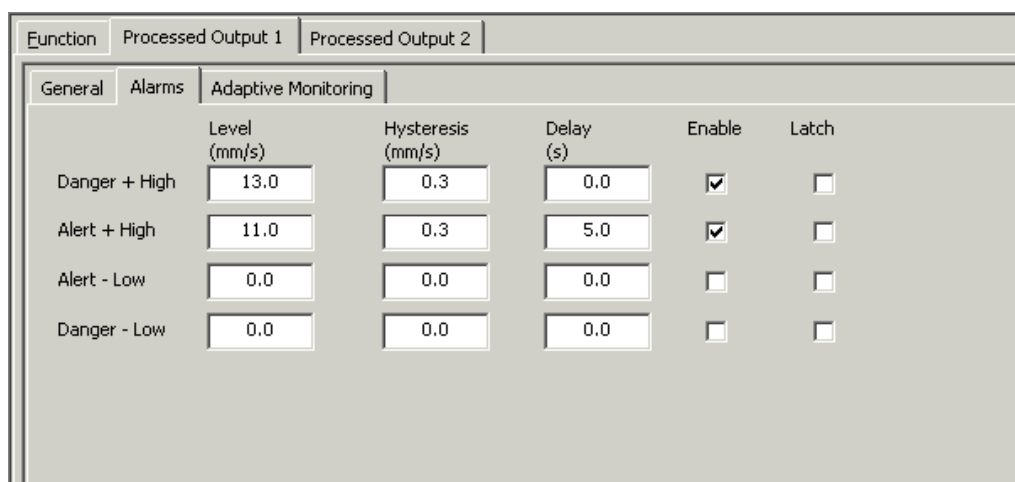 Function Processed Output 1 Processed Output 2
General Alarms Adaptive Monitoring
Level Hysteresis Delay Enable Latch
(mm/s) (mm/s) (s)
Danger + High 13.0 0.3 0.0
Alert + High 11.0 0.3 5.0
Alert - Low 0.0 0.0 0.0
Danger - Low 0.0 0.0 0.0